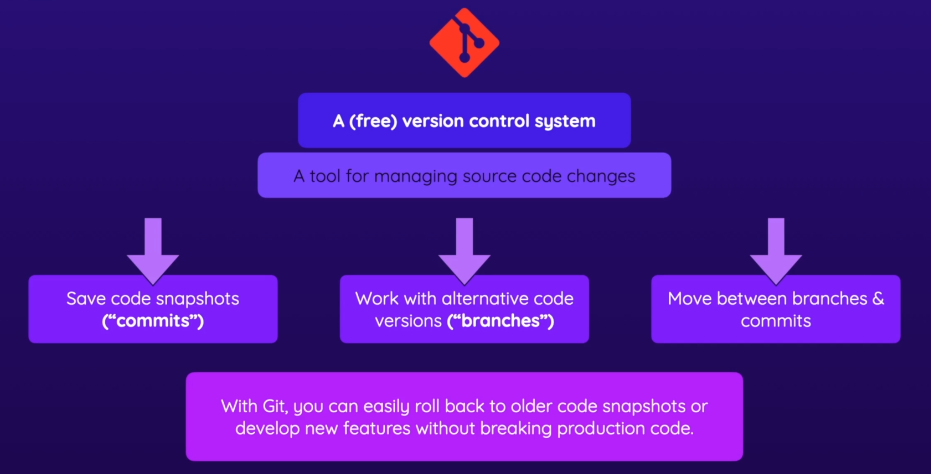 A (free) version control system
A tool for managing source code changes
Save code snapshots
(“commits”)
Work with alternative code
versions (“branches”)
Move between branches &
commits
With Git, you can easily roll back to older code snapshots or
develop new features without breaking production code.